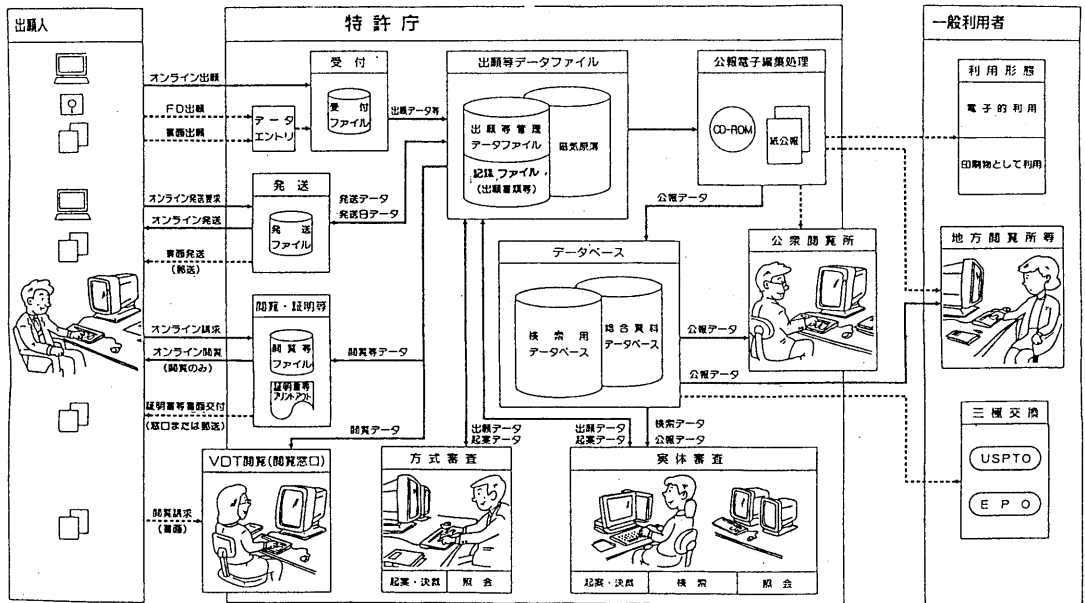 出願人
特許庁
一般利用者
オンライン出願
FD出願
書面出願
データ
エントリ
受付
受付
ファイル
出願データ等
出願等データファイル
出願等管理
データファイル
記録ファイル
(出願書類等)
磁気原簿
公報電子編集処理
CD-ROM
紙公報
利用形態
電子的利用
印刷物として利用
オンライン発送要求
オンライン発送
書面発送
(郵送)
発送
発送
ファイル
発送データ
発送日データ
公報データ
データベース
検索用
データベース
総合資料
データベース
公報データ
公報データ
公衆閲覧所
地方閲覧所等
オンライン請求
オンライン閲覧
(閲覧のみ)
証明書等書面交付
(窓口または郵送)
閲覧・証明等
閲覧等
ファイル
証明書等
プリントアウト
閲覧等データ
閲覧データ
出願データ
起案データ
出願データ
起案データ
検索データ
公報データ
閲覧請求
(書面)
VDT閲覧(閲覧窓口)
方式審査
起案・決裁
照会
実体審査
起案・決裁
検索
照会
三極交換
USPTO
EPO